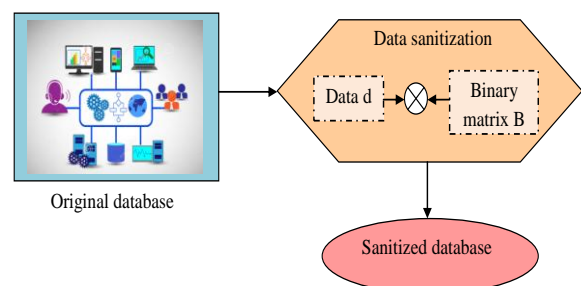 Data sanitization
Data d
Binary
matrix B
Original database
Sanitized database